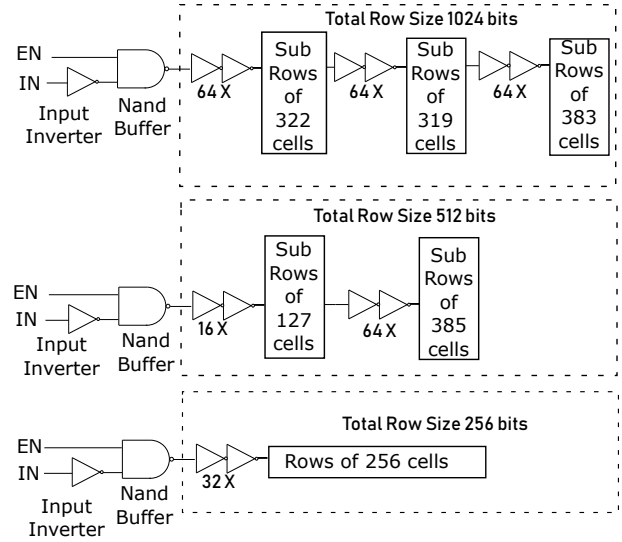 Total Row Size 1024 bits
EN
IN
Input
Inverter
Nand
Buffer
64 X
Sub
Rows
of
322
cells
64 X
Sub
Rows
of
319
cells
64 X
Sub
Rows
of
383
cells
Total Row Size 512 bits
EN
IN
Input
Inverter
Nand
Buffer
16 X
Sub
Rows
of
127
cells
64 X
Sub
Rows
of
385
cells
Total Row Size 256 bits
EN
IN
Input
Inverter
Nand
Buffer
32 X
Rows of 256 cells